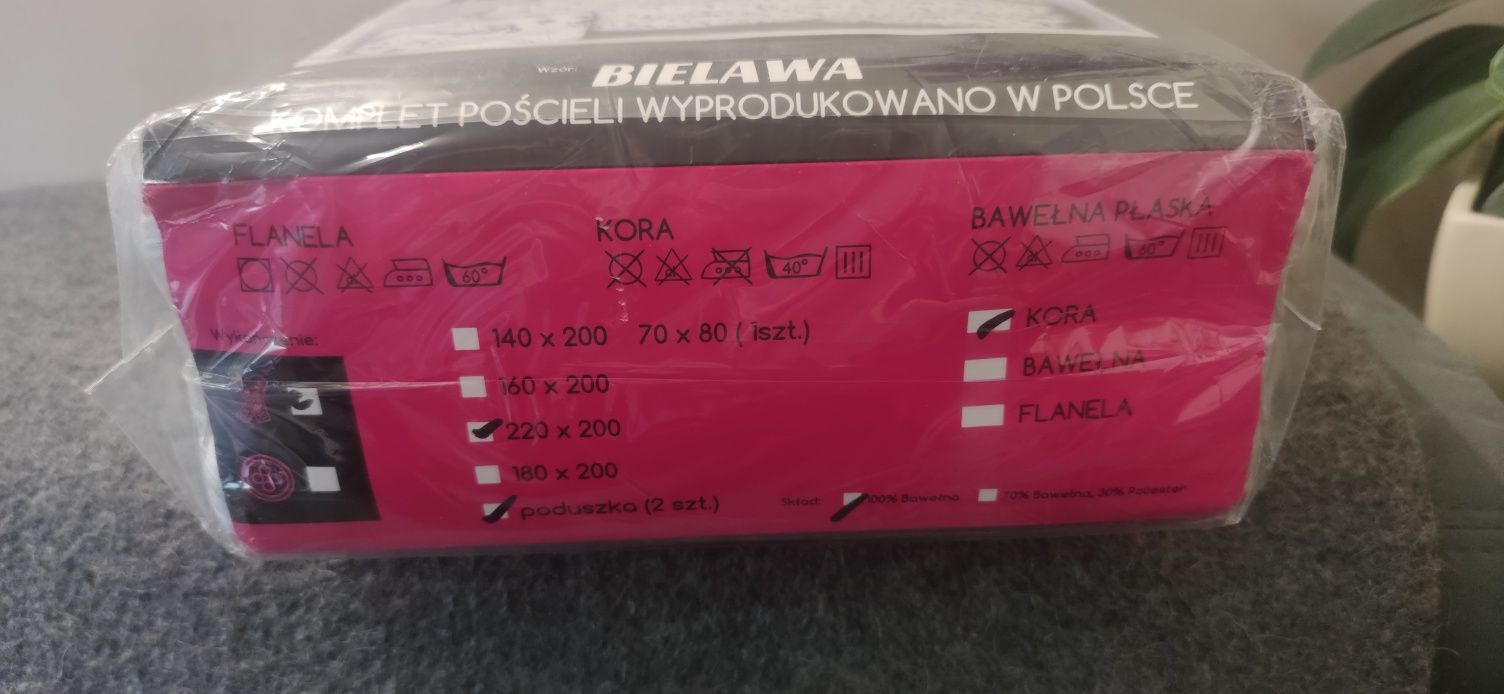 Wzór: BIELAWA
KOMPLET POŚCIELI WYPRODUKOWANO W POLSCE
FLANELA
60°
KORA
40°
BAWEŁNA PŁASKA
60°
Wykończenie:
140 x 200 70 x 80 ( 1szt.)
160 x 200
220 x 200
180 x 200
poduszka (2 szt.)
KORA
BAWEŁNA
FLANELA
Skład: 100% Bawełna 70% Bawełna, 30% Poliester